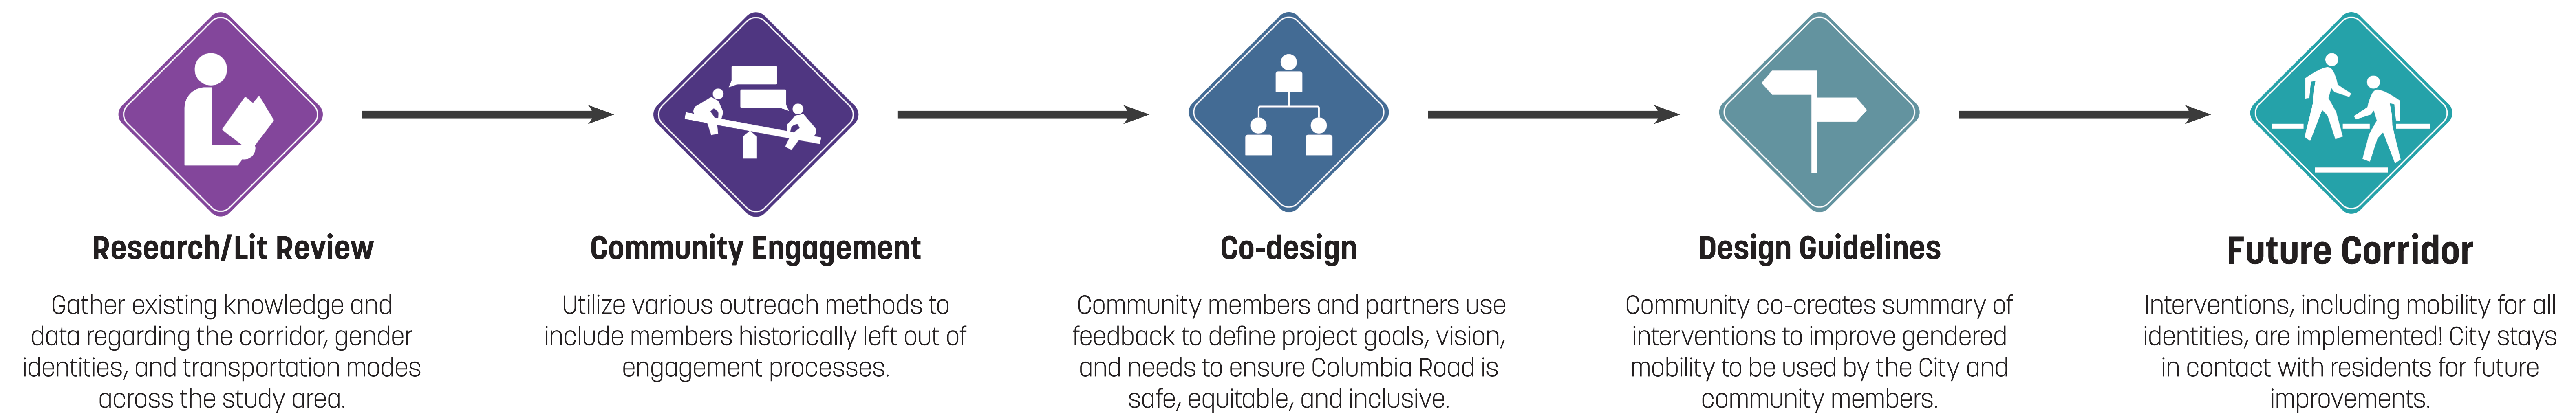 Research/Lit Review
Gather existing knowledge and
data regarding the corridor, gender
identities, and transportation modes
across the study area.
Community Engagement
Utilize various outreach methods to
include members historically left out of
engagement processes.
Co-design
Community members and partners use
feedback to define project goals, vision,
and needs to ensure Columbia Road is
safe, equitable, and inclusive.
Design Guidelines
Community co-creates summary of
interventions to improve gendered
mobility to be used by the City and
community members.
Future Corridor
Interventions, including mobility for all
identities, are implemented! City stays
in contact with residents for future
improvements.